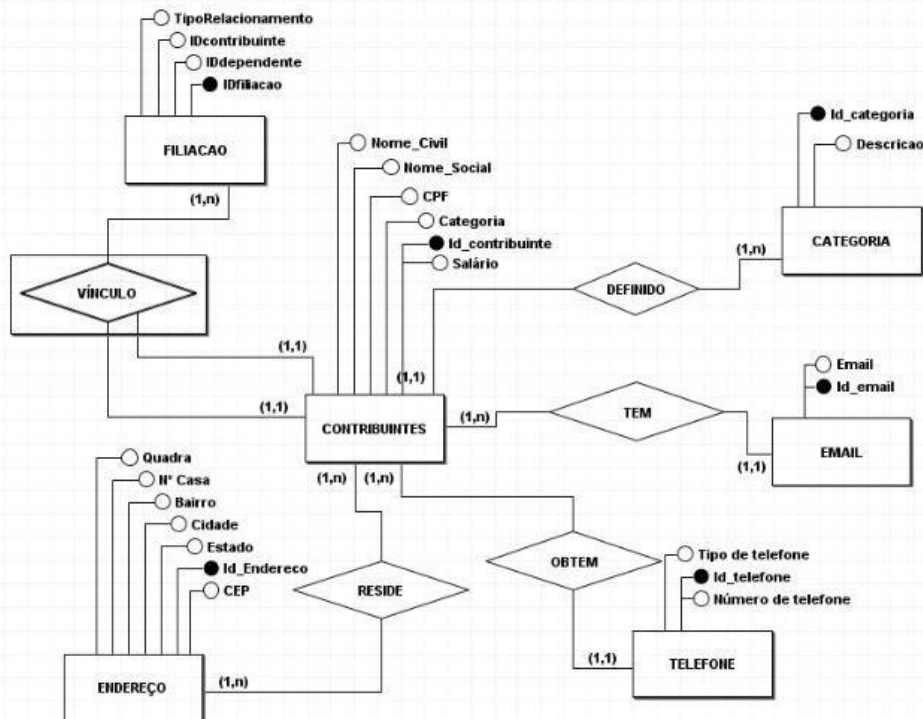 TipoRelacionamento
IDcontribuinte
IDdependente
IDfiliacao
FILIACAO
(1,n)
VÍNCULO
(1,1)
(1,1)
Nome_Civil
Nome_Social
CPF
Categoria
Id_contribuinte
Salário
(1,1)
CONTRIBUINTES
Id_categoria
Descricao
CATEGORIA
(1,n)
DEFINIDO
(1,n)
TEM
Email
Id_email
EMAIL
(1,1)
(1,n)
(1,n)
Quadra
N° Casa
Bairro
Cidade
Estado
Id_Endereco
CEP
ENDEREÇO
(1,n)
RESIDE
OBTEM
Tipo de telefone
Id_telefone
Número de telefone
TELEFONE
(1,1)